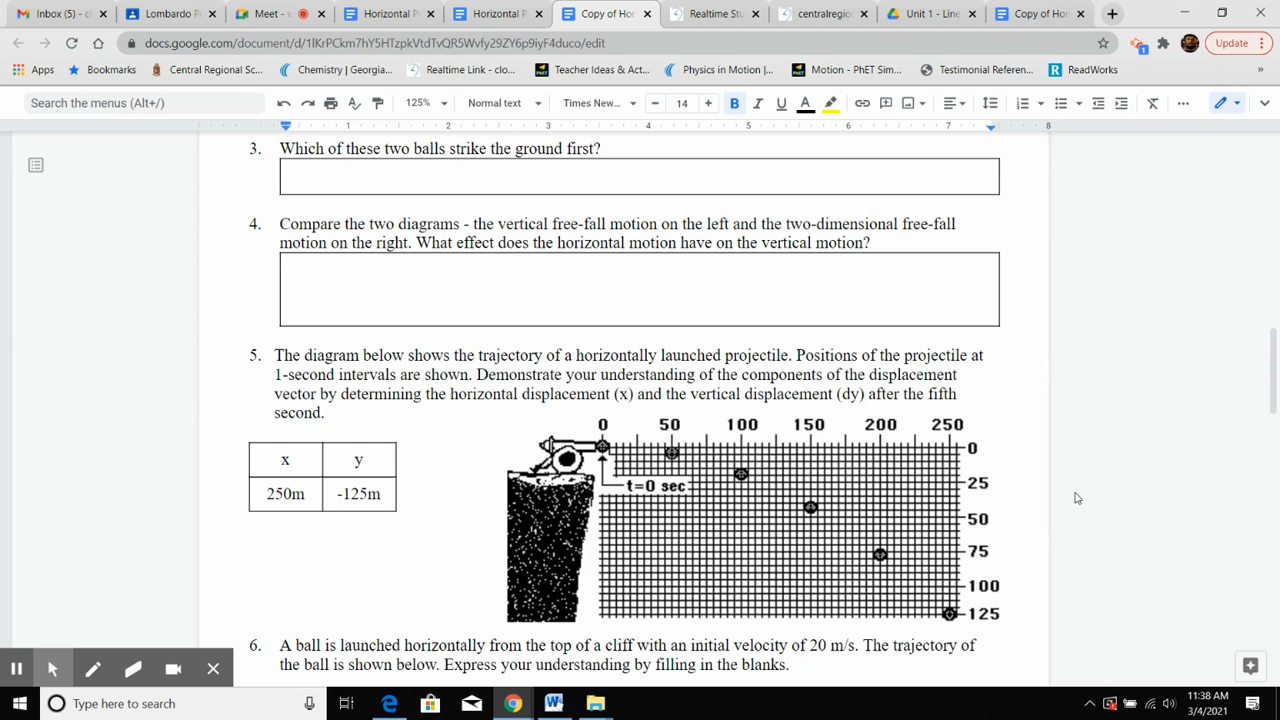 Inbox (5) - c
Lombardo P
Meet - v
Horizontal P
Horizontal P
Copy of Hor
Realtime Stu
centralregio
Unit 1 - Line
Copy of Hor
docs.google.com/document/d/
/edit
Update
Apps
Bookmarks
Central Regional Sc...
Chemistry | Georgia...
Realtime Link - clo...
Teacher Ideas & Act...
Physics in Motion |...
Motion - PhET Sim...
Testimonial Referen...
ReadWorks
Search the menus (Alt+/)
125%
Normal text
Times New...
14
B I U A
1 2 3 4 5 6 7 8
3. Which of these two balls strike the ground first?
4. Compare the two diagrams - the vertical free-fall motion on the left and the two-dimensional free-fall
motion on the right. What effect does the horizontal motion have on the vertical motion?
5. The diagram below shows the trajectory of a horizontally launched projectile. Positions of the projectile at
1-second intervals are shown. Demonstrate your understanding of the components of the displacement
vector by determining the horizontal displacement (x) and the vertical displacement (dy) after the fifth
second.
x y
250m -125m
0 50 100 150 200 250
0
25
50
75
100
125
t=0 sec
6. A ball is launched horizontally from the top of a cliff with an initial velocity of 20 m/s. The trajectory of
the ball is shown below. Express your understanding by filling in the blanks.
Type here to search
11:38 AM
3/4/2021